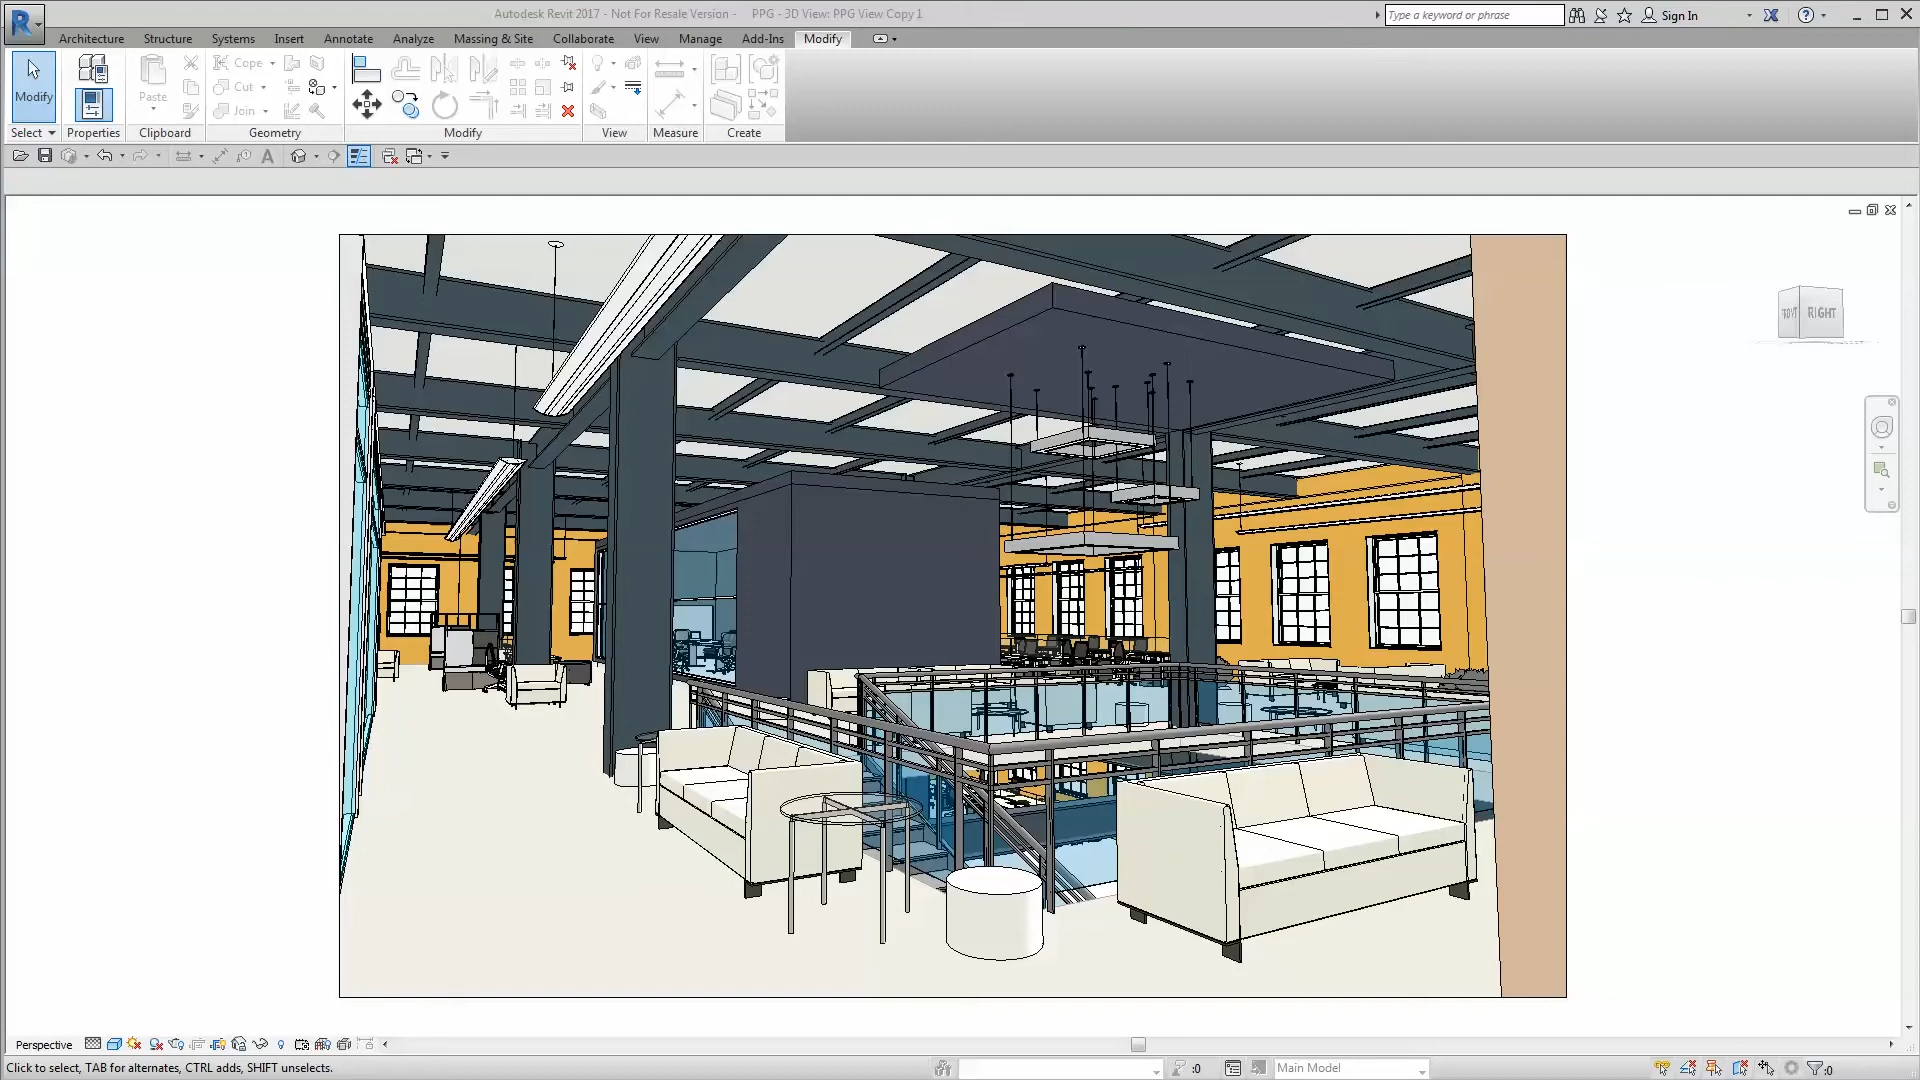 Autodesk Revit 2017 - Not For Resale Version - PPG - 3D View: PPG View Copy 1
Type a keyword or phrase
Sign In
Architecture Structure Systems Insert Annotate Analyze Massing & Site Collaborate View Manage Add-Ins Modify
Modify
Paste
Cope
Cut
Join
Select Properties Clipboard Geometry Modify View Measure Create
FRONT RIGHT
Perspective
Click to select, TAB for alternates, CTRL adds, SHIFT unselects.
:0
Main Model
:0